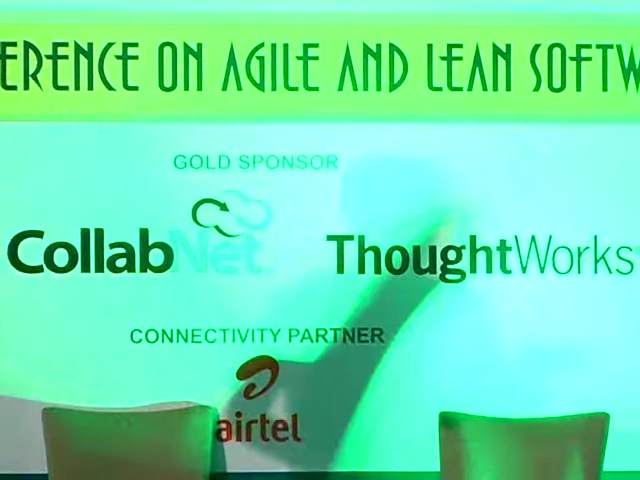 ERENCE ON AGILE AND LEAN SOFTW
GOLD SPONSOR
CollabNet
ThoughtWorks
CONNECTIVITY PARTNER
airtel